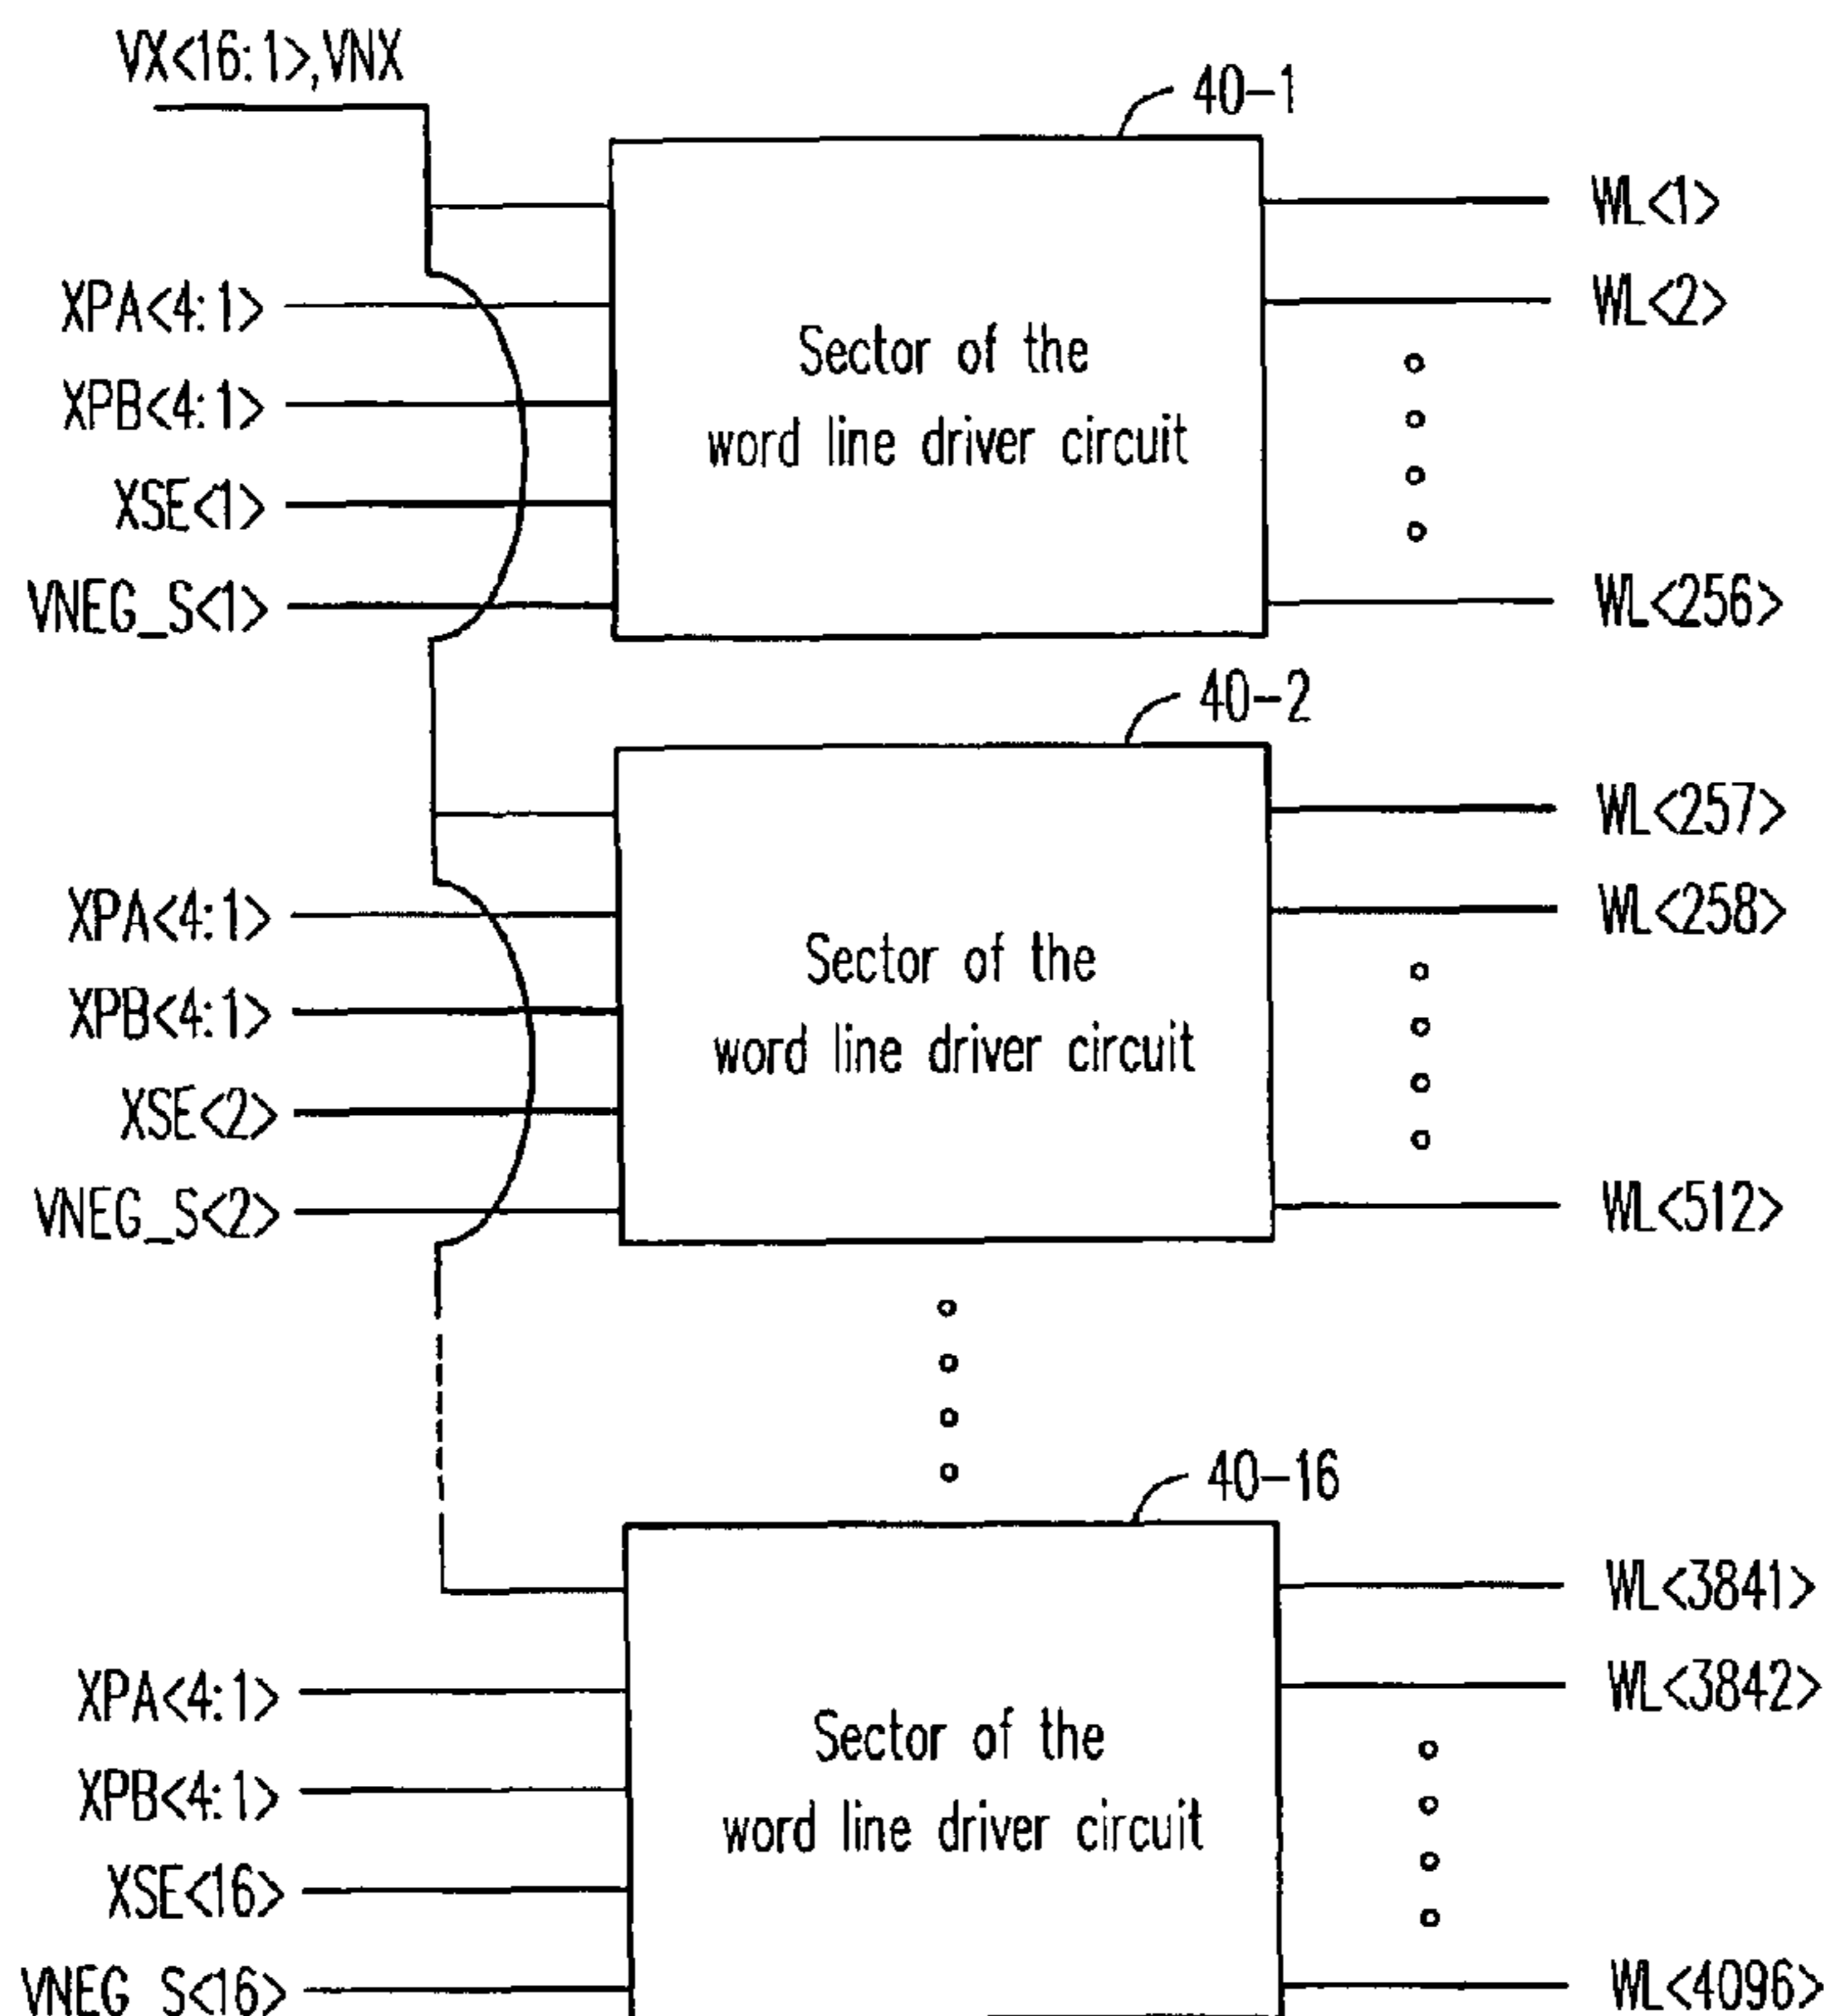 VX<16:1>,VNX
40-1
WL<1>
XPA<4:1>
WL<2>
Sector of the
XPB<4:1>
word line driver circuit
XSE<1>
VNEG_S<1>
WL<256>
40-2
WL<257>
XPA<4:1>
WL<258>
Sector of the
XPB<4:1>
word line driver circuit
XSE<2>
VNEG_S<2>
WL<512>
40-16
WL<3841>
XPA<4:1>
WL<3842>
Sector of the
XPB<4:1>
word line driver circuit
XSE<16>
VNEG_S<16>
WL<4096>